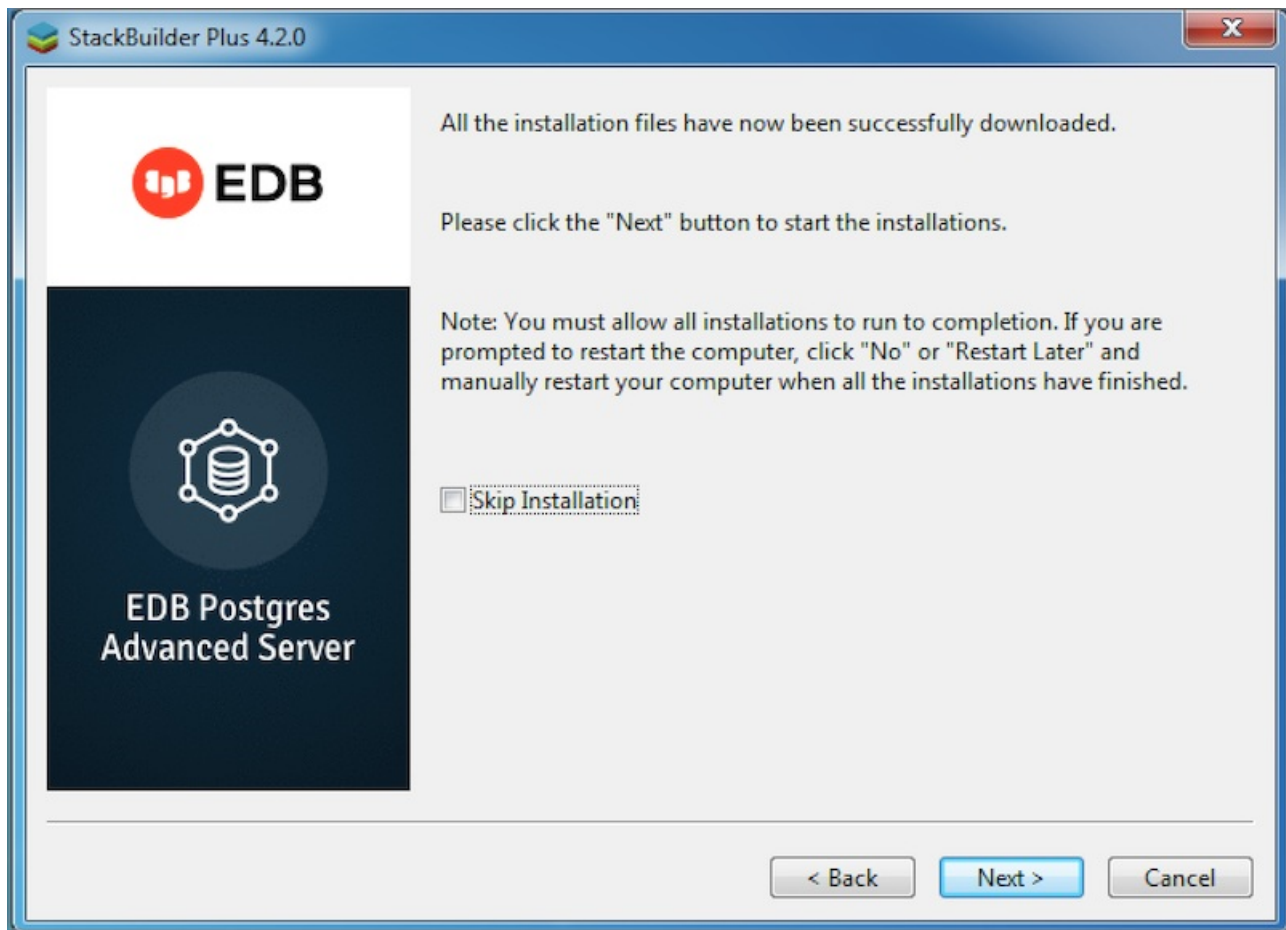 StackBuilder Plus 4.2.0
EDB
EDB Postgres
Advanced Server
All the installation files have now been successfully downloaded.
Please click the "Next" button to start the installations.
Note: You must allow all installations to run to completion. If you are
prompted to restart the computer, click "No" or "Restart Later" and
manually restart your computer when all the installations have finished.
Skip Installation
< Back
Next >
Cancel